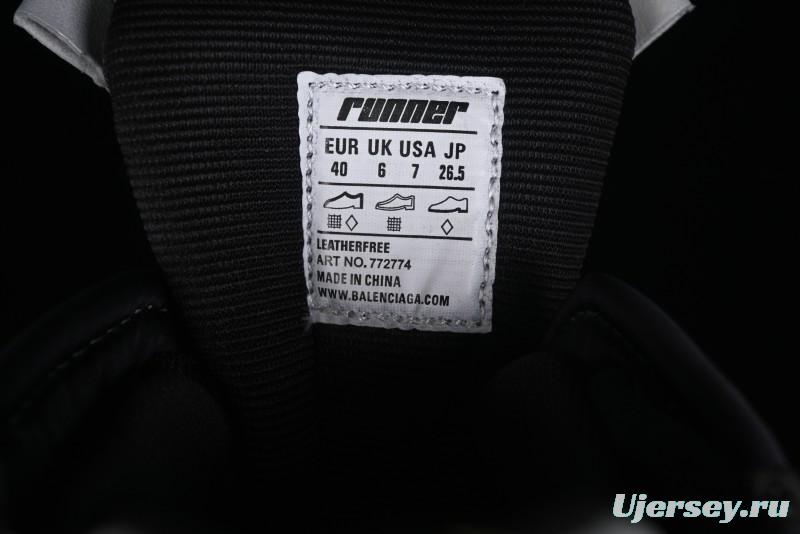 runner
EUR UK USA JP
40 6 7 26.5
LEATHERFREE
ART NO. 772774
MADE IN CHINA
WWW.BALENCIAGA.COM
Ujersey.ru